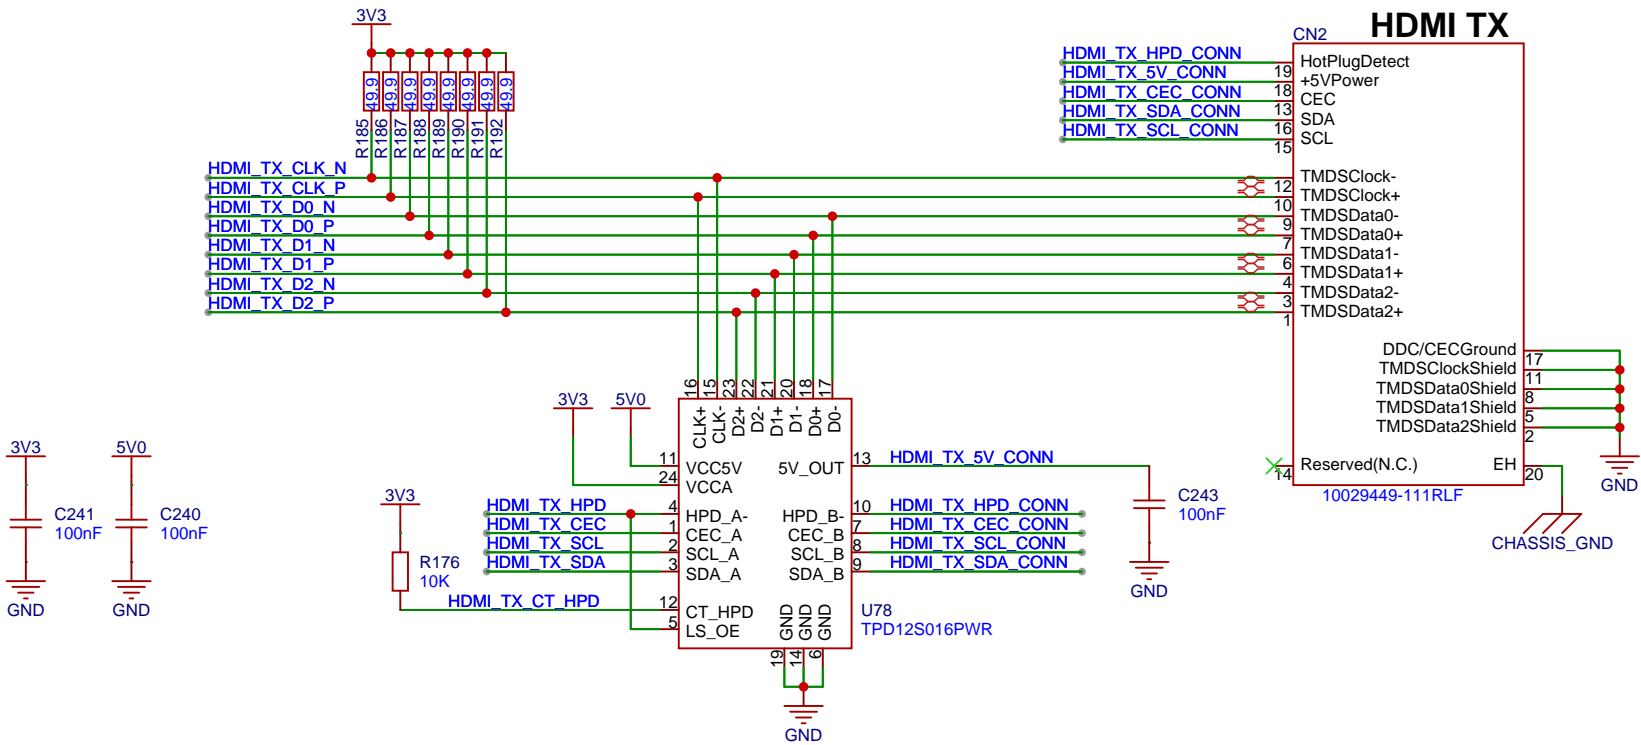 HDMI TX
3V3
CN2
49.9 49.9 49.9 49.9 49.9 49.9 49.9 49.9
R185 R186 R187 R188 R189 R190 R191 R192
HDMI_TX_HPD_CONN 19 HotPlugDetect
HDMI_TX_5V_CONN 18 +5VPower
HDMI_TX_CEC_CONN 13 CEC
HDMI_TX_SDA_CONN 16 SDA
HDMI_TX_SCL_CONN 15 SCL
HDMI_TX_CLK_N 12 TMDSClock-
HDMI_TX_CLK_P 10 TMDSClock+
HDMI_TX_D0_N 9 TMDSData0-
HDMI_TX_D0_P 7 TMDSData0+
HDMI_TX_D1_N 6 TMDSData1-
HDMI_TX_D1_P 4 TMDSData1+
HDMI_TX_D2_N 3 TMDSData2-
HDMI_TX_D2_P 1 TMDSData2+
DDC/CECGround 17
TMDSClockShield 11
TMDSData0Shield 8
TMDSData1Shield 5
TMDSData2Shield 2
14 Reserved(N.C.) EH 20
10029449-111RLF
GND
CHASSIS_GND
16 15 23 22 21 20 18 17
CLK+ CLK- D2+ D2- D1+ D1- D0+ D0-
3V3 5V0
11 VCC5V 5V_OUT 13 HDMI_TX_5V_CONN
24 VCCA
HDMI_TX_HPD 4 HPD_A- HPD_B- 10 HDMI_TX_HPD_CONN
HDMI_TX_CEC 1 CEC_A CEC_B 7 HDMI_TX_CEC_CONN
HDMI_TX_SCL 2 SCL_A SCL_B 8 HDMI_TX_SCL_CONN
HDMI_TX_SDA 3 SDA_A SDA_B 9 HDMI_TX_SDA_CONN
HDMI_TX_CT_HPD 12 CT_HPD
5 LS_OE
GND GND GND
19 14 6
GND
U78
TPD12S016PWR
C243
100nF
GND
3V3
R176
10K
3V3
C241
100nF
GND
5V0
C240
100nF
GND